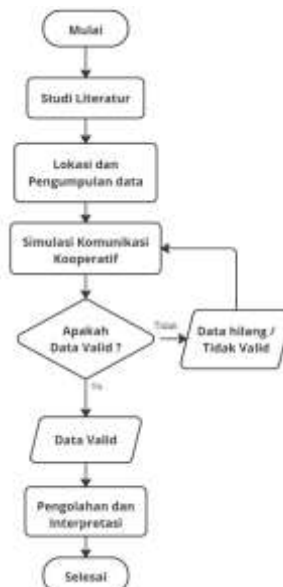 Mulai
Studi Literatur
Lokasi dan
Pengumpulan data
Simulasi Komunikasi
Kooperatif
Apakah
Data Valid ?
Tidak
Data hilang /
Tidak Valid
Ya
Data Valid
Pengolahan dan
Interpretasi
Selesai